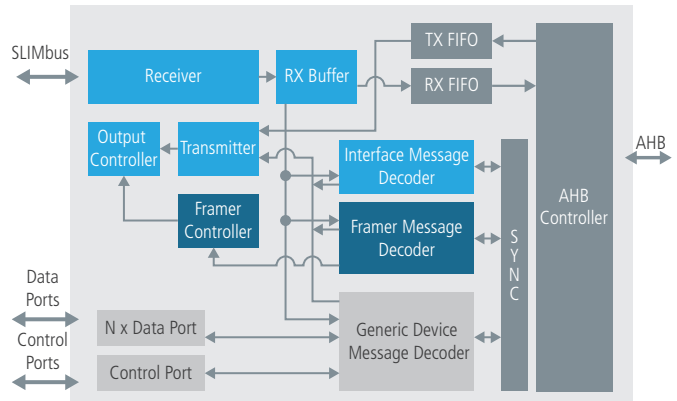 SLIMbus
Receiver
RX Buffer
TX FIFO
RX FIFO
Output
Controller
Transmitter
Interface Message
Decoder
AHB
Framer
Controller
Framer Message
Decoder
SYNC
AHB
Controller
Data
Ports
N x Data Port
Generic Device
Message Decoder
Control
Ports
Control Port